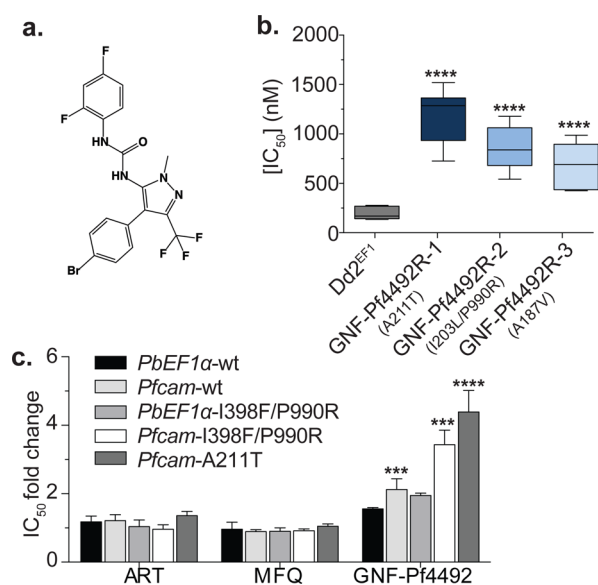 a.
F
F
HN
O
HN
N
N
Br
F
F
F
b.
[IC50] (nM)
2000
1500
1000
500
0
****
****
****
Dd2EF1
GNF-Pf4492R-1
(A211T)
GNF-Pf4492R-2
(I203L/P990R)
GNF-Pf4492R-3
(A187V)
c.
IC50 fold change
6
4
2
0
PbEF1α-wt
Pfcam-wt
PbEF1α-I398F/P990R
Pfcam-I398F/P990R
Pfcam-A211T
***
***
****
ART
MFQ
GNF-Pf4492